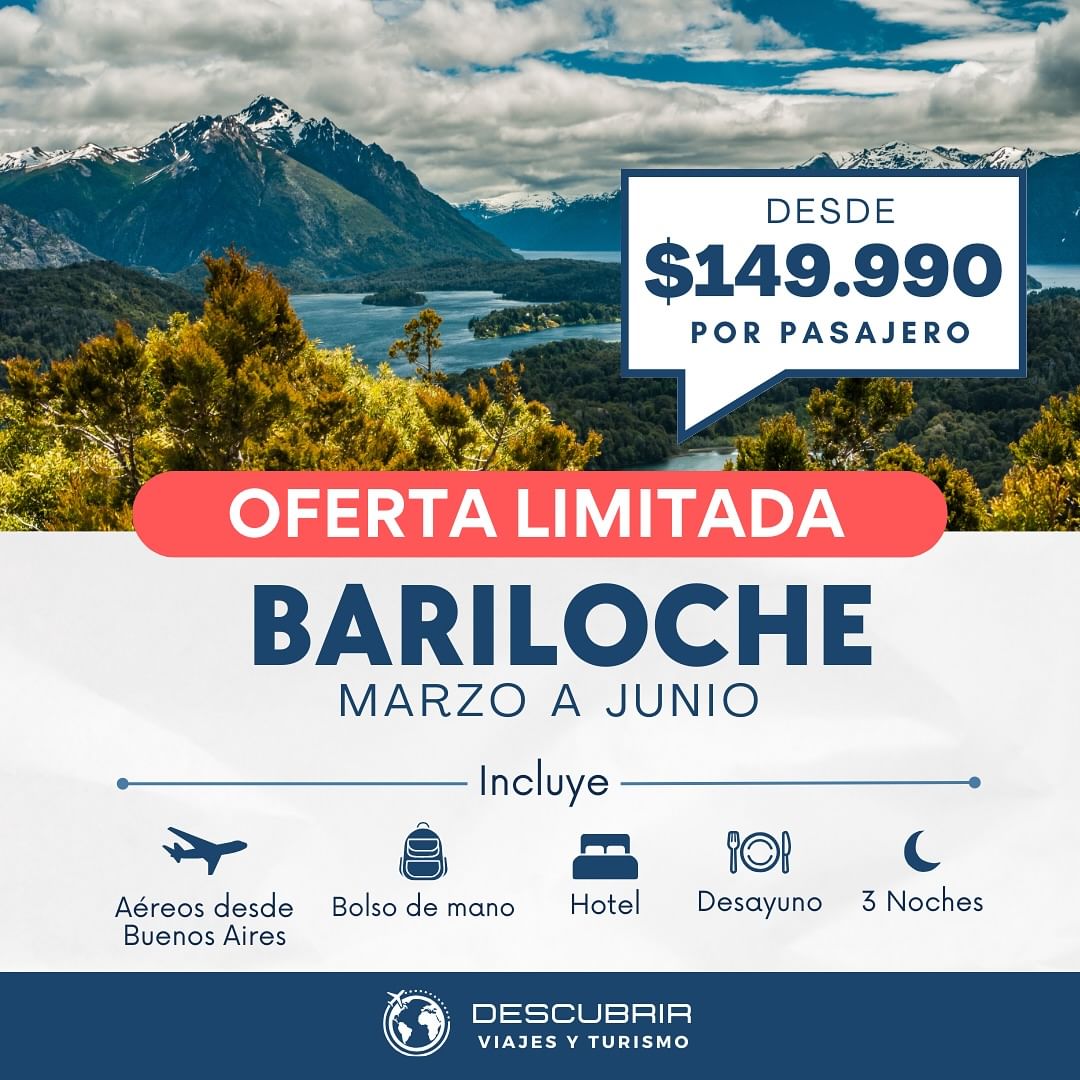 DESDE
$149.990
POR PASAJERO
OFERTA LIMITADA
BARILOCHE
MARZO A JUNIO
Incluye
Aéreos desde
Buenos Aires
Bolso de mano
Hotel
Desayuno
3 Noches
DESCUBRIR
VIAJES Y TURISMO